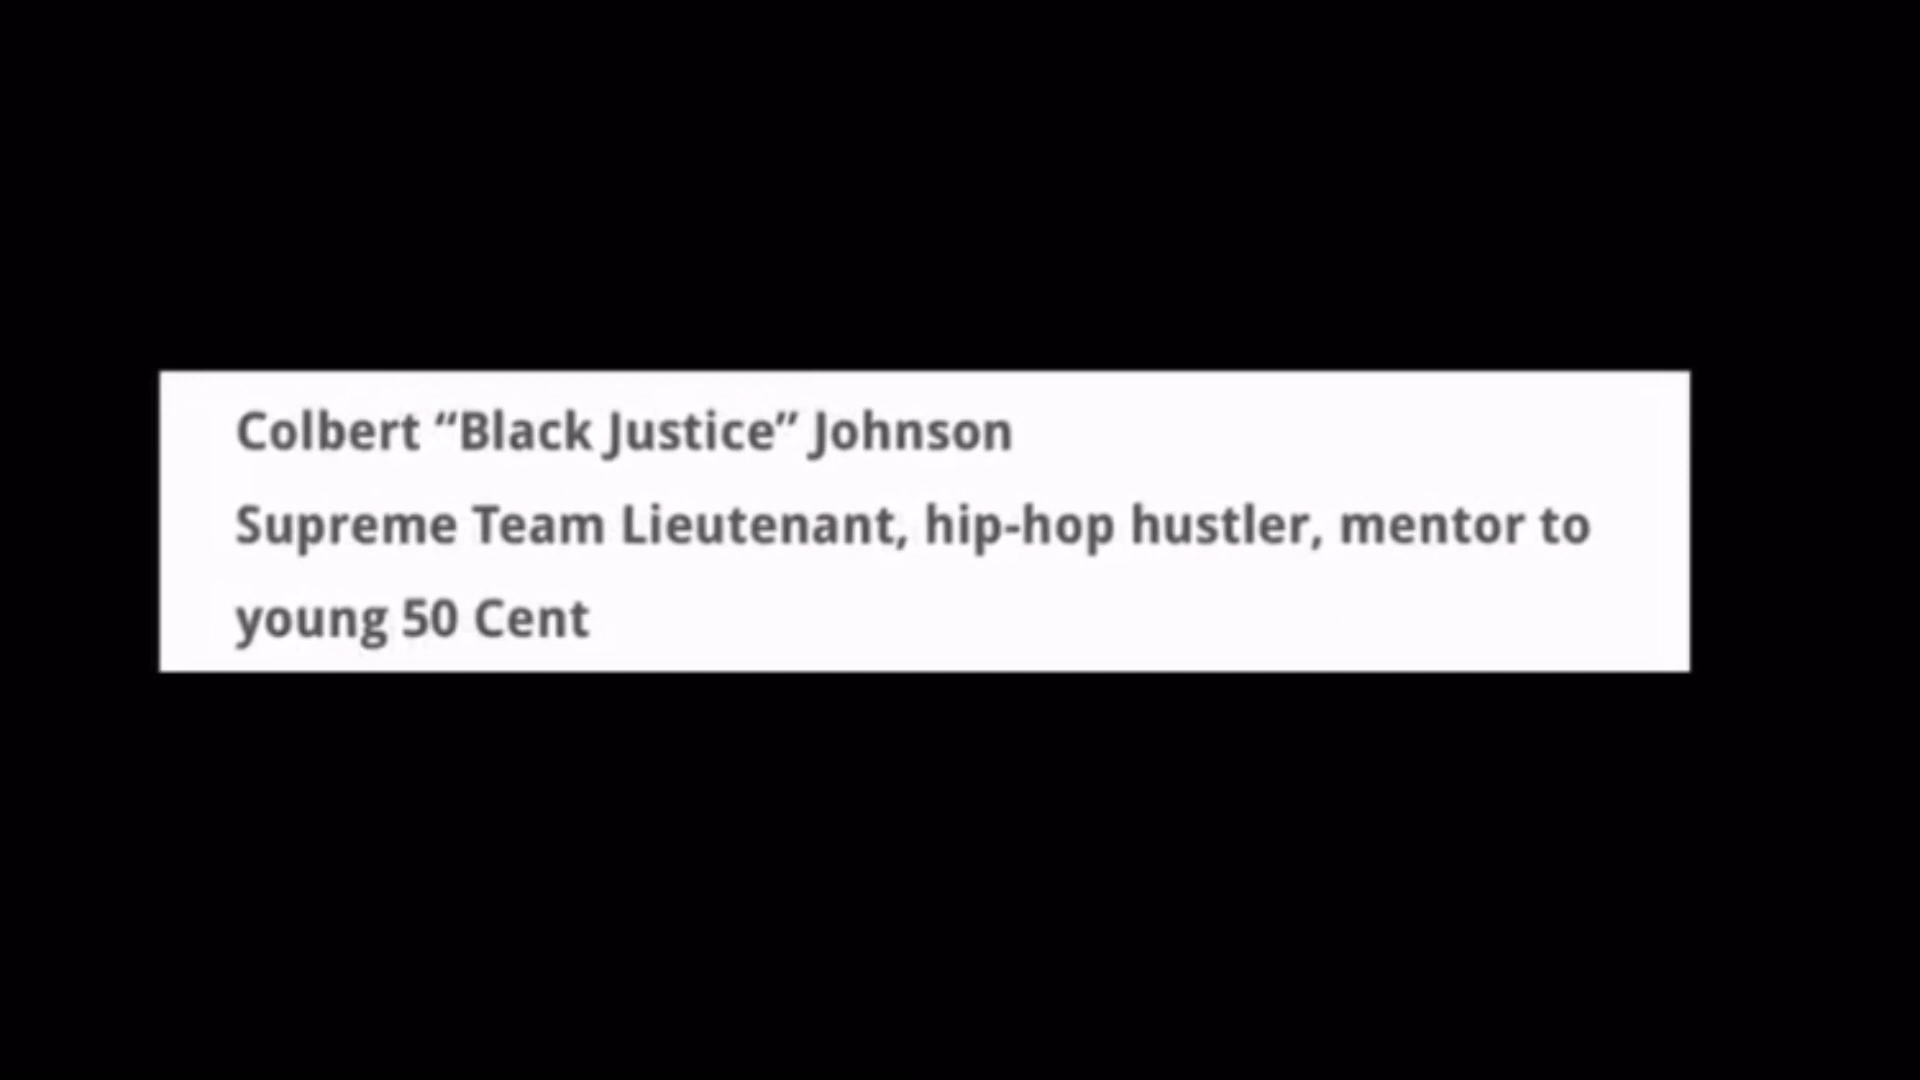 Colbert “Black Justice” Johnson
Supreme Team Lieutenant, hip-hop hustler, mentor to
young 50 Cent